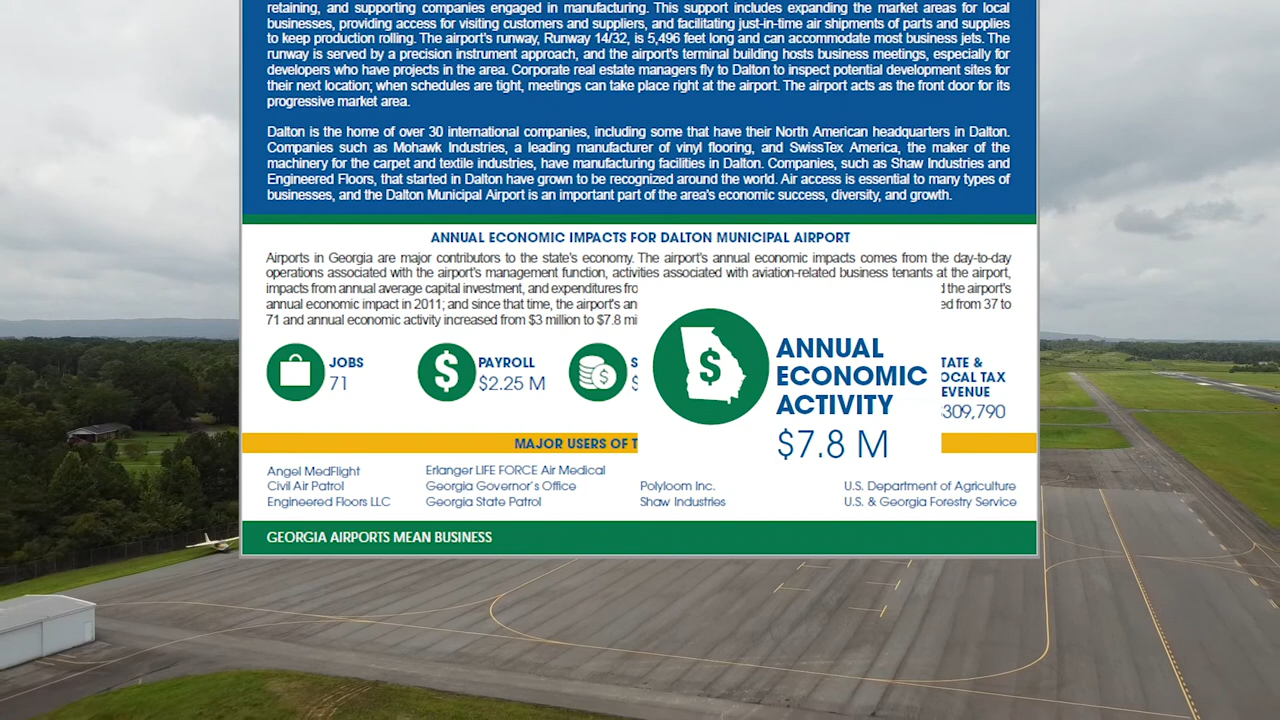 retaining, and supporting companies engaged in manufacturing. This support includes expanding the market areas for local
businesses, providing access for visiting customers and suppliers, and facilitating just-in-time air shipments of parts and supplies
to keep production rolling. The airport's runway, Runway 14/32, is 5,496 feet long and can accommodate most business jets. The
runway is served by a precision instrument approach, and the airport's terminal building hosts business meetings, especially for
developers who have projects in the area. Corporate real estate managers fly to Dalton to inspect potential development sites for
their next location; when schedules are tight, meetings can take place right at the airport. The airport acts as the front door for its
progressive market area.
Dalton is the home of over 30 international companies, including some that have their North American headquarters in Dalton.
Companies such as Mohawk Industries, a leading manufacturer of vinyl flooring, and SwissTex America, the maker of the
machinery for the carpet and textile industries, have manufacturing facilities in Dalton. Companies, such as Shaw Industries and
Engineered Floors, that started in Dalton have grown to be recognized around the world. Air access is essential to many types of
businesses, and the Dalton Municipal Airport is an important part of the area's economic success, diversity, and growth.
ANNUAL ECONOMIC IMPACTS FOR DALTON MUNICIPAL AIRPORT
Airports in Georgia are major contributors to the state's economy. The airport's annual economic impacts comes from the day-to-day
operations associated with the airport's management function, activities associated with aviation-related business tenants at the airport,
impacts from annual average capital investment, and expenditures the airport's
annual economic impact in 2011; and since that time, the airport's from 37 to
71 and annual economic activity increased from $3 million to $7.8
JOBS
71
PAYROLL
$2.25 M
$
ANNUAL
ECONOMIC
ACTIVITY
$7.8 M
TATE &
OCAL TAX
EVENUE
$309,790
MAJOR USERS OF T
Angel MedFlight
Civil Air Patrol
Engineered Floors LLC
Erlanger LIFE FORCE Air Medical
Georgia Governor's Office
Georgia State Patrol
Polyloom Inc.
Shaw Industries
U.S. Department of Agriculture
U.S. & Georgia Forestry Service
GEORGIA AIRPORTS MEAN BUSINESS